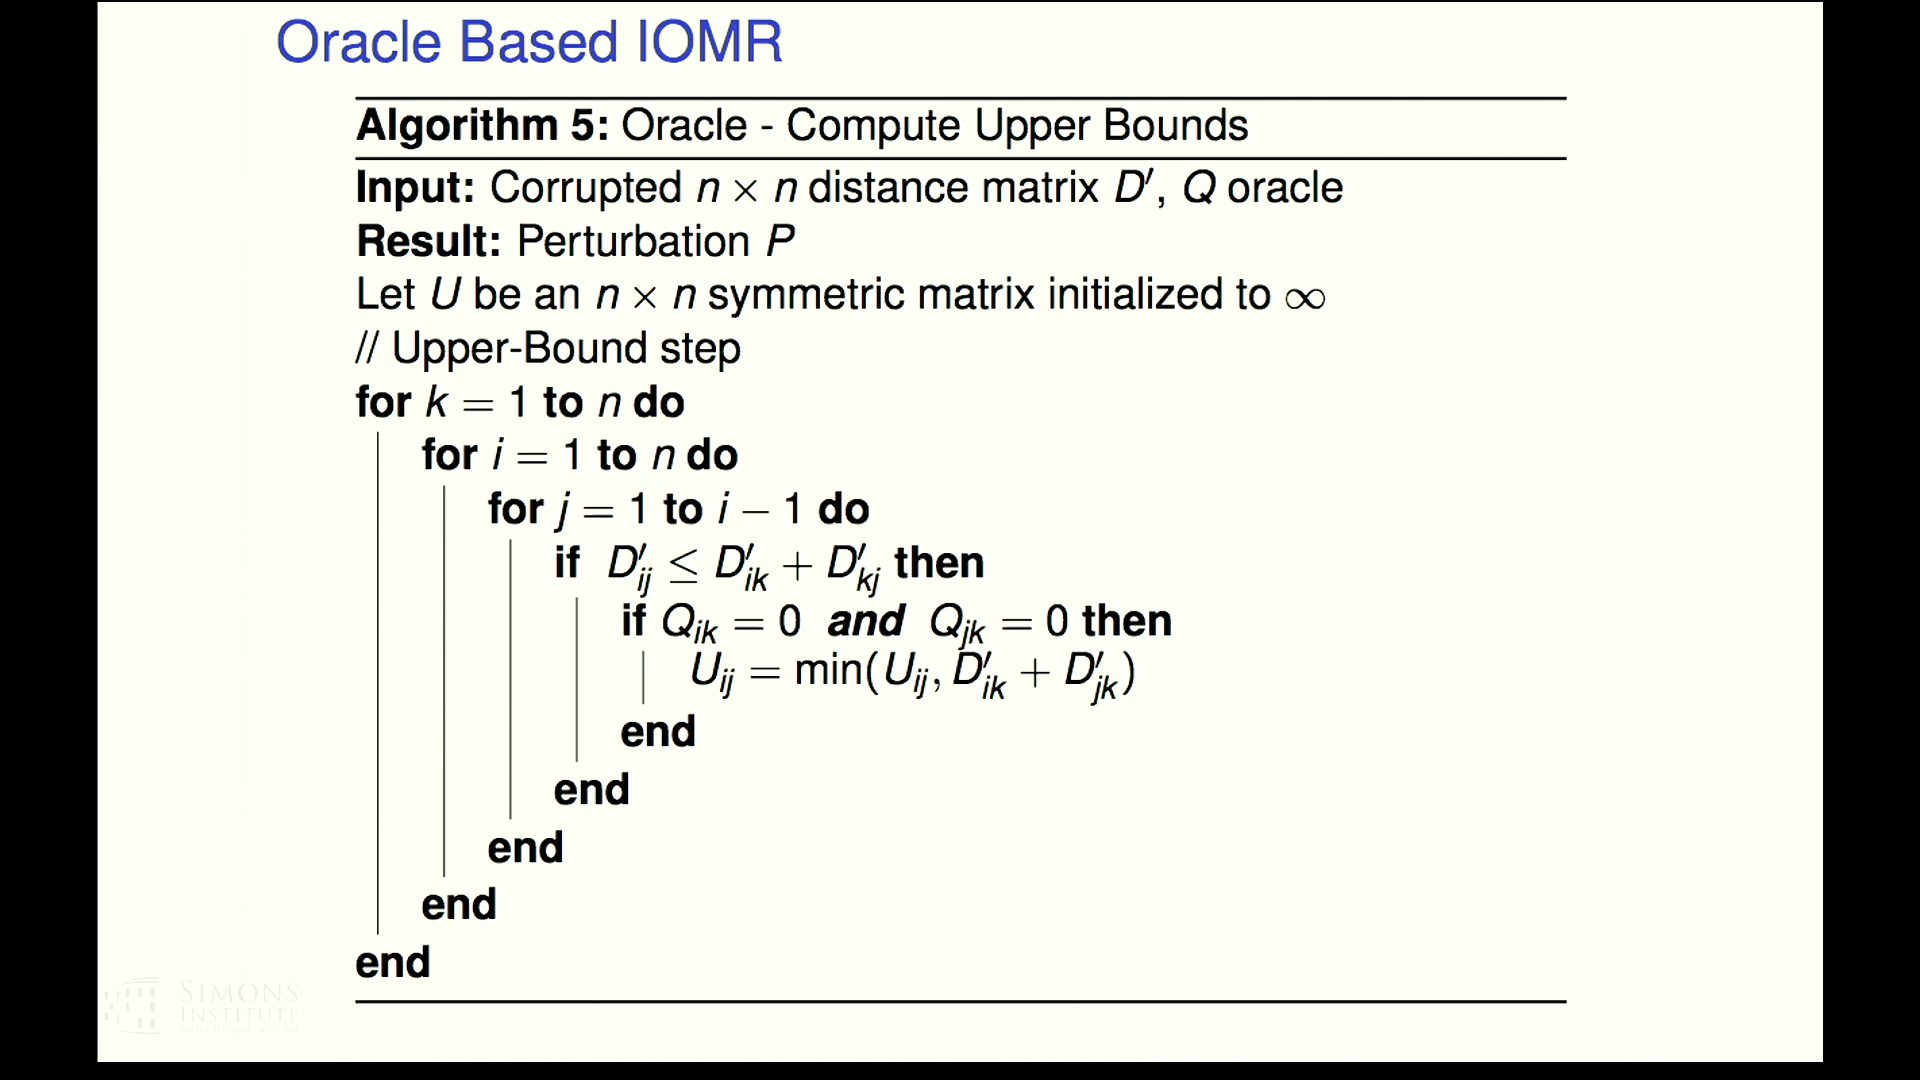 Oracle Based IOMR
Algorithm 5: Oracle - Compute Upper Bounds
Input: Corrupted n × n distance matrix D′, Q oracle
Result: Perturbation P
Let U be an n × n symmetric matrix initialized to ∞
// Upper-Bound step
for k = 1 to n do
for i = 1 to n do
for j = 1 to i − 1 do
if D′ij ≤ D′ik + D′kj then
if Qik = 0 and Qjk = 0 then
Uij = min(Uij, D′ik + D′jk)
end
end
end
end
end
SIMONS
INSTITUTE